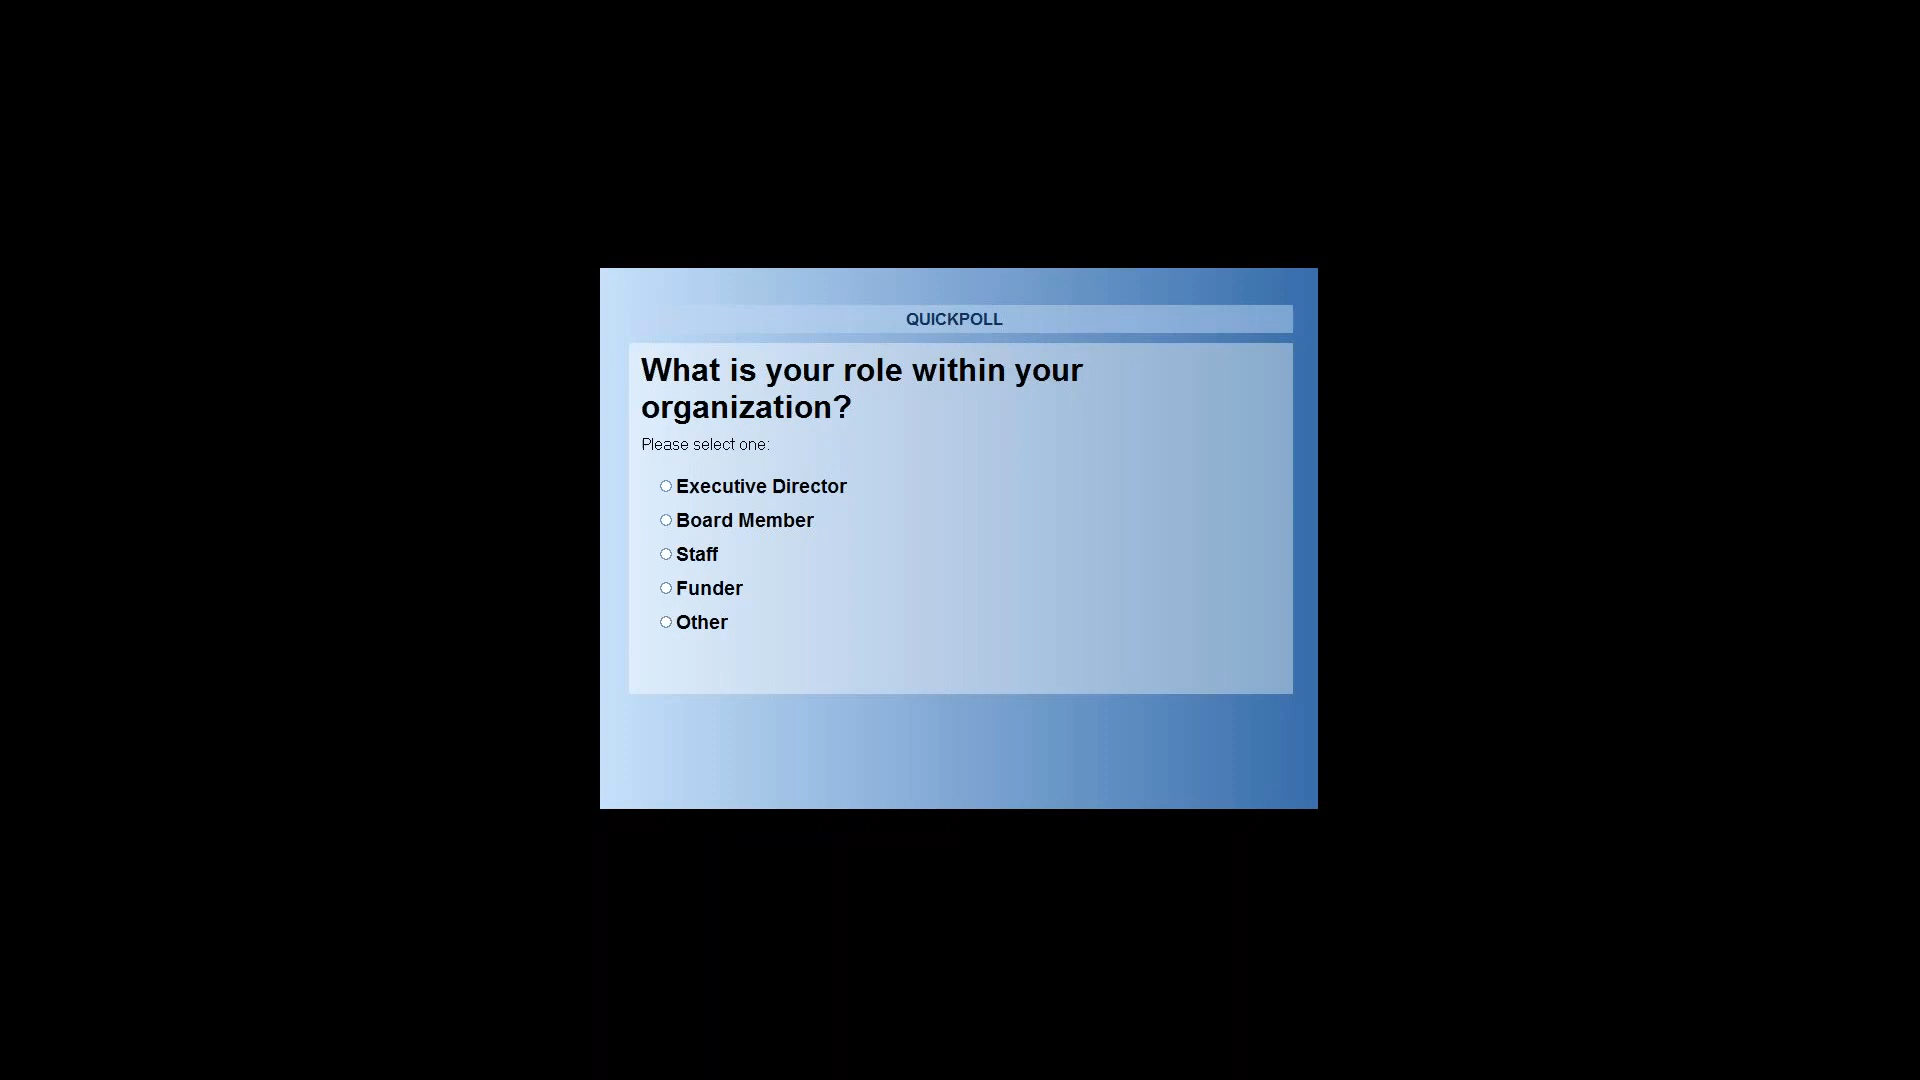 QUICKPOLL
What is your role within your
organization?
Please select one:
Executive Director
Board Member
Staff
Funder
Other